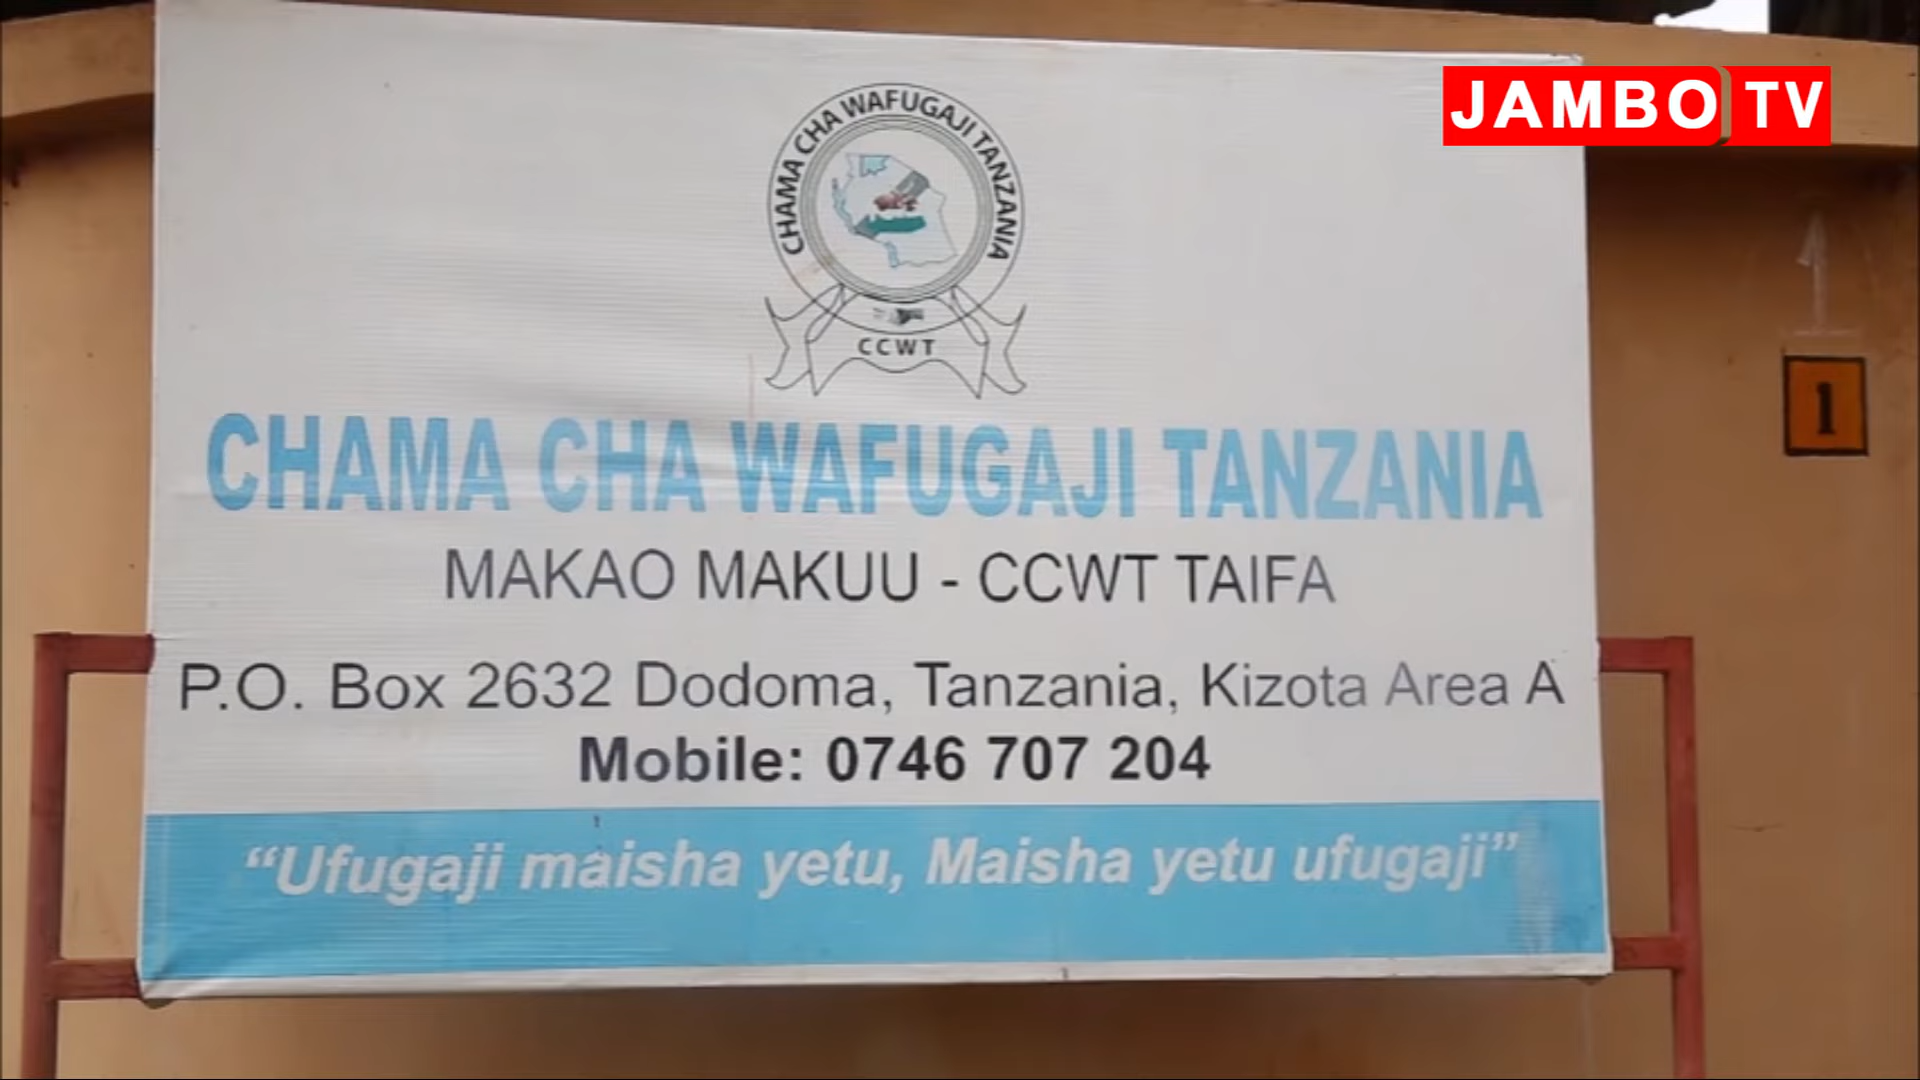 JAMBO TV
CHAMA CHA WAFUGAJI TANZANIA
CCWT
CHAMA CHA WAFUGAJI TANZANIA
MAKAO MAKUU - CCWT TAIFA
P.O. Box 2632 Dodoma, Tanzania, Kizota Area A
Mobile: 0746 707 204
“Ufugaji maisha yetu, Maisha yetu ufugaji”
1